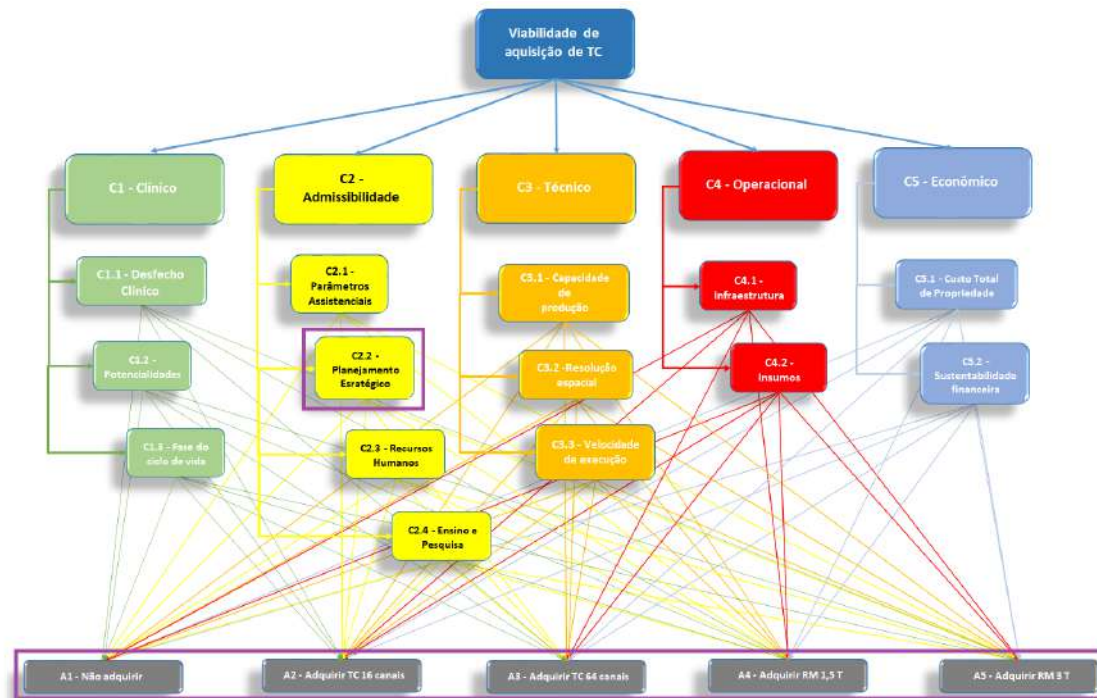 Viabilidade de
aquisição de TC
C1 - Clínico
C2 -
Admissibilidade
C3 - Técnico
C4 - Operacional
C5 - Econômico
C1.1 - Desfecho
Clínico
C2.1 -
Parâmetros
Assistenciais
C3.1 - Capacidade
de
produção
C4.1 -
Infraestrutura
C5.1 - Custo Total
de Propriedade
C1.2 -
Potencialidades
C2.2 -
Planejamento
Esratégico
C3.2 -Resolução
espacial
C4.2 -
Insumos
C5.2 -
Sustentabilidade
financeira
C1.3 - Fase do
ciclo de vida
C2.3 - Recursos
Humanos
C3.3 - Velocidade
de execução
C2.4 - Ensino e
Pesquisa
A1 - Não adquirir
A2 - Adquirir TC 16 canais
A3 - Adquirir TC 64 canais
A4 - Adquirir RM 1,5 T
A5 - Adquirir RM 3 T